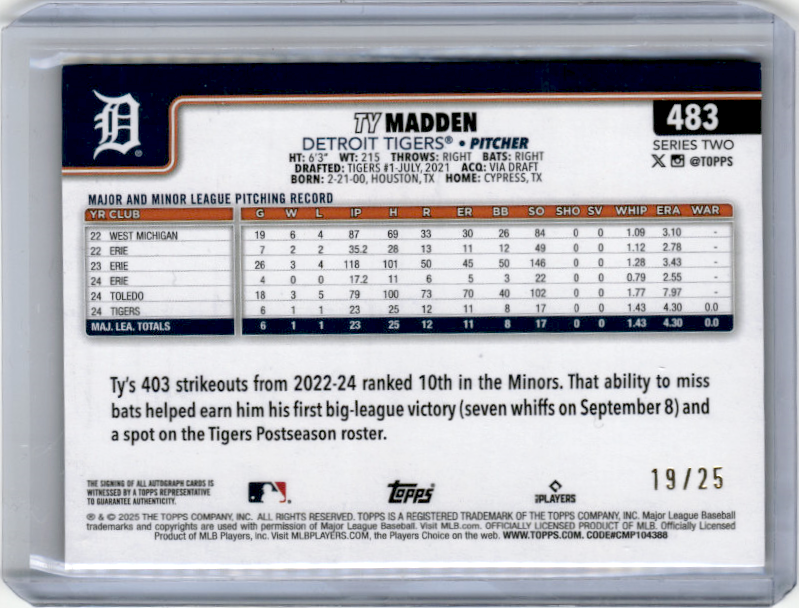 D
TY MADDEN
483
DETROIT TIGERS® • PITCHER
SERIES TWO
HT: 6'3" WT: 215 THROWS: RIGHT BATS: RIGHT
@TOPPS
DRAFTED: TIGERS #1-JULY, 2021 ACQ: VIA DRAFT
BORN: 2-21-00, HOUSTON, TX HOME: CYPRESS, TX
MAJOR AND MINOR LEAGUE PITCHING RECORD
YR CLUB G W L IP H R ER BB SO SHO SV WHIP ERA WAR
22 WEST MICHIGAN 19 6 4 87 69 33 30 26 84 0 0 1.09 3.10 -
22 ERIE 7 2 2 35.2 28 13 11 12 49 0 0 1.12 2.78 -
23 ERIE 26 3 4 118 101 50 45 50 146 0 0 1.28 3.43 -
24 ERIE 4 0 0 17.2 11 6 5 3 22 0 0 0.79 2.55 -
24 TOLEDO 18 3 5 79 100 73 70 40 102 0 0 1.77 7.97 -
24 TIGERS 6 1 1 23 25 12 11 8 17 0 0 1.43 4.30 0.0
MAJ. LEA. TOTALS 6 1 1 23 25 12 11 8 17 0 0 1.43 4.30 0.0
Ty's 403 strikeouts from 2022-24 ranked 10th in the Minors. That ability to miss
bats helped earn him his first big-league victory (seven whiffs on September 8) and
a spot on the Tigers Postseason roster.
19/25
THE SIGNING OF ALL AUTOGRAPH CARDS IS
WITNESSED BY A TOPPS REPRESENTATIVE
TO GUARANTEE AUTHENTICITY.
Topps
PLAYERS
® & © 2025 THE TOPPS COMPANY, INC. ALL RIGHTS RESERVED. TOPPS IS A REGISTERED TRADEMARK OF THE TOPPS COMPANY, INC. Major League Baseball
trademarks and copyrights are used with permission of Major League Baseball. Visit MLB.com. OFFICIALLY LICENSED PRODUCT OF MLB. Officially Licensed
Product of MLB Players, Inc. Visit MLBPLAYERS.COM, the Players Choice on the web. WWW.TOPPS.COM. CODE#CMP104388